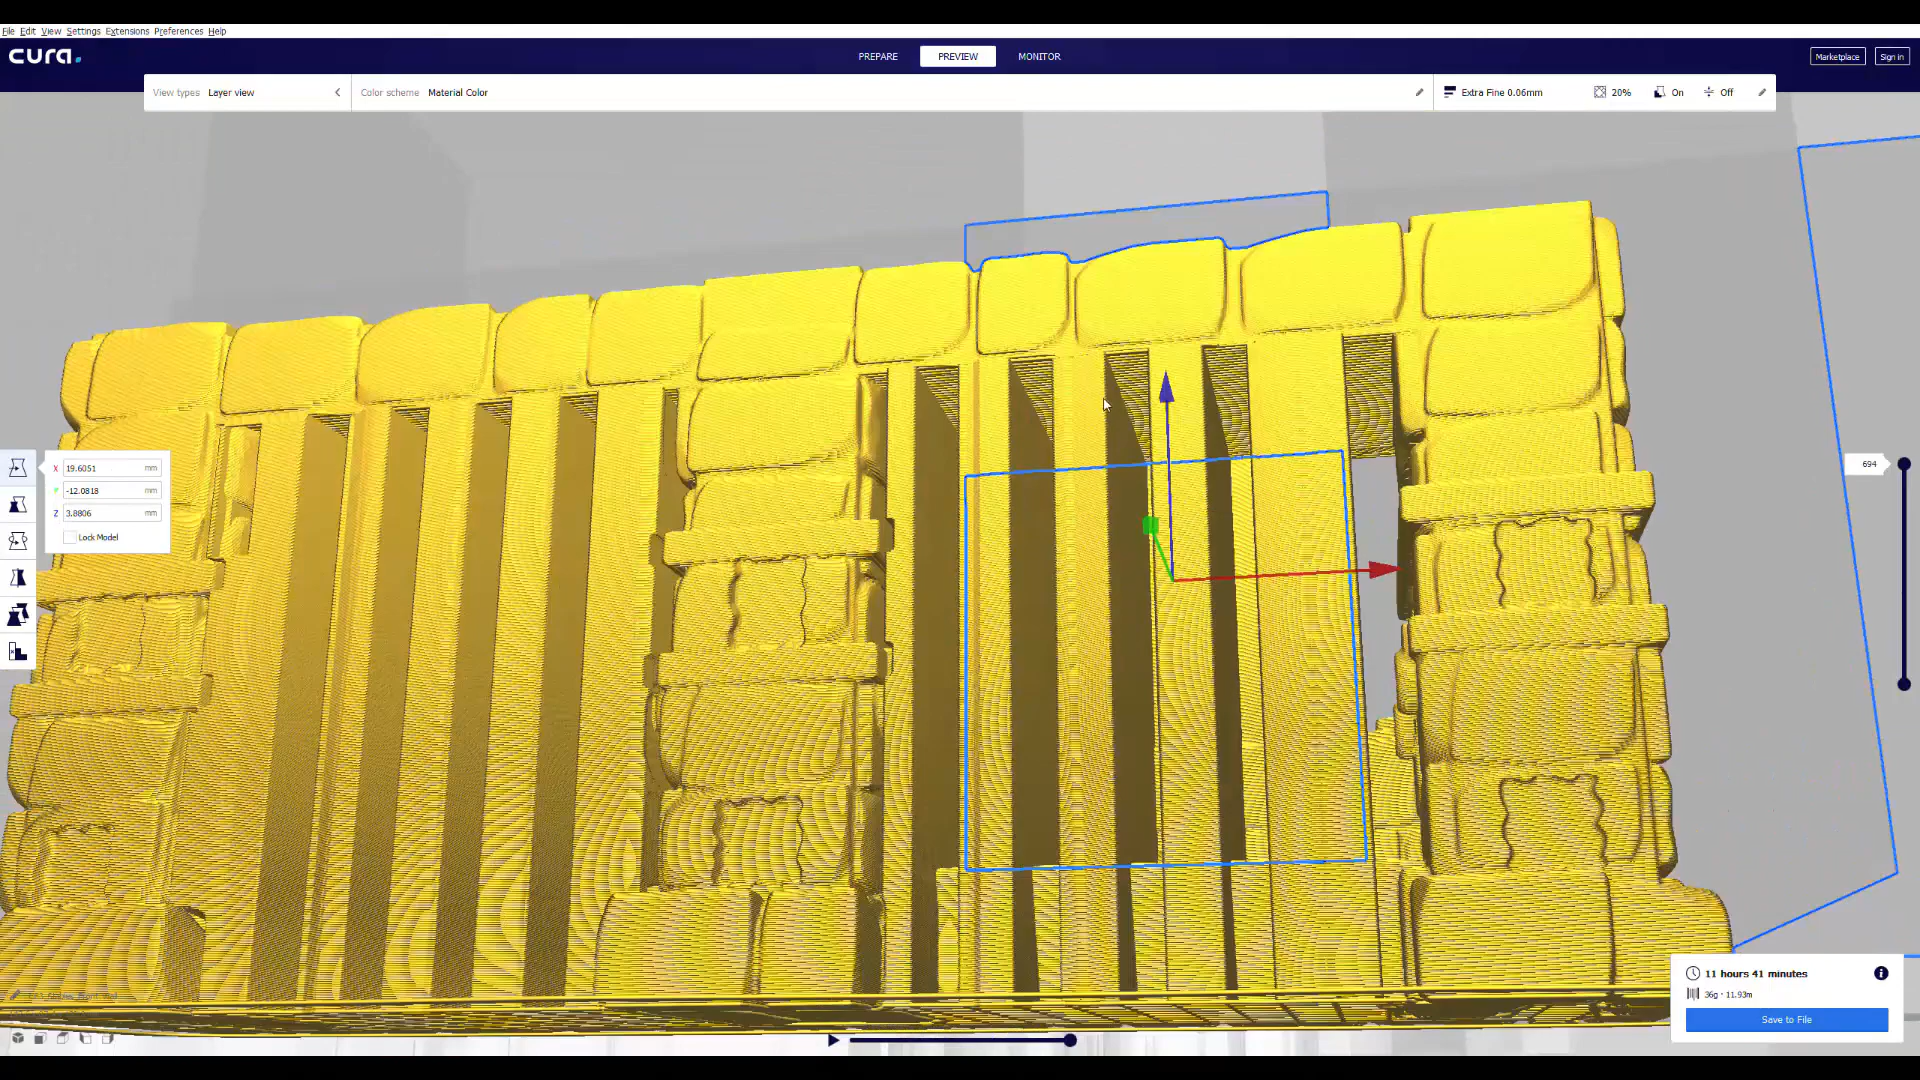 File Edit View Settings Extensions Preferences Help
cura.
PREPARE PREVIEW MONITOR
Marketplace Sign in
View types Layer view
Color scheme Material Color
Extra Fine 0.06mm 20% On Off
X 19.6051 mm
-12.0818 mm
Z 3.8806 mm
Lock Model
694
11 hours 41 minutes
36g · 11.93m
Save to File